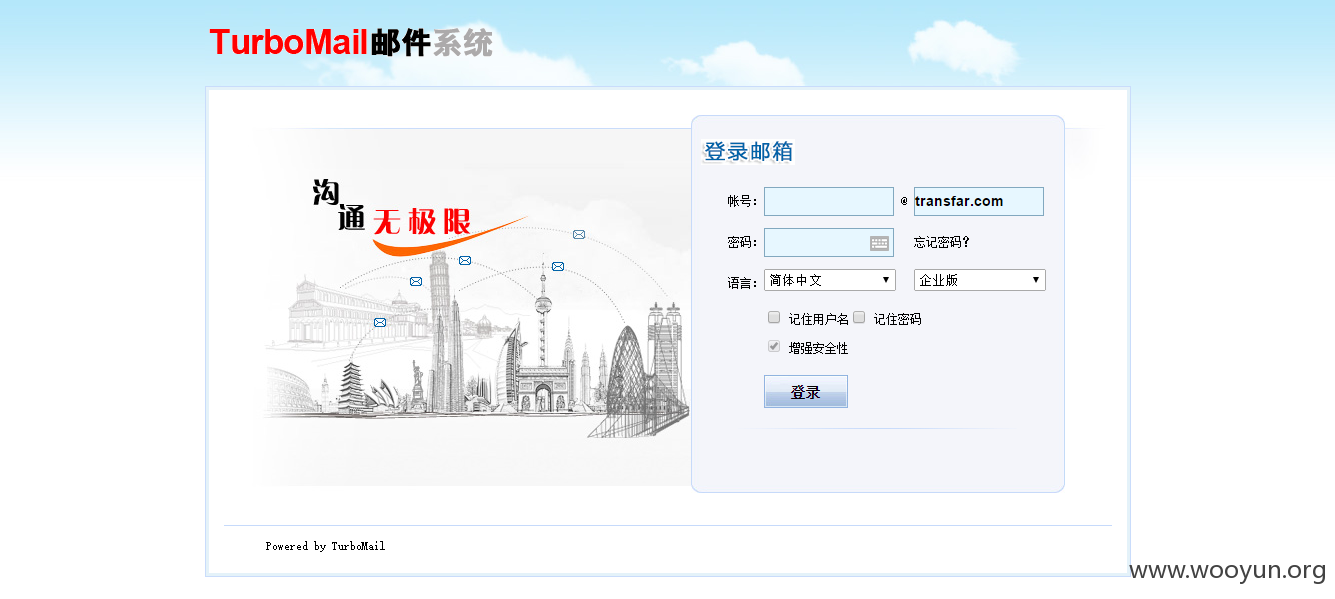 TurboMail邮件系统
沟通无极限
登录邮箱
帐号： @ transfar.com
密码： 忘记密码？
语言： 简体中文 企业版
记住用户名 记住密码
增强安全性
登录
Powered by TurboMail
www.wooyun.org